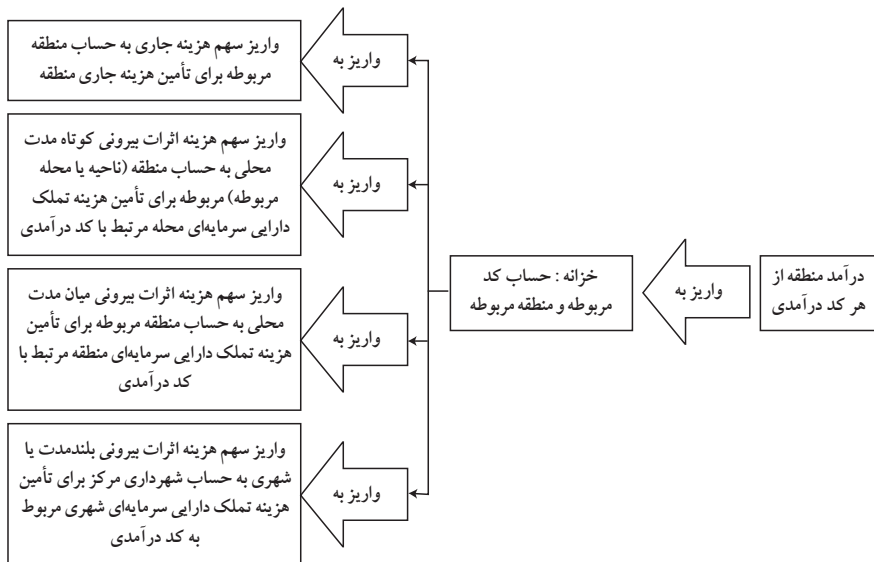 درآمد منطقه از
هر کد درآمدی
واریز به
خزانه : حساب کد
مربوطه و منطقه مربوطه
واریز به
واریز سهم هزینه جاری به حساب منطقه
مربوطه برای تأمین هزینه جاری منطقه
واریز به
واریز سهم هزینه اثرات بیرونی کوتاه مدت
محلی به حساب منطقه (ناحیه یا محله
مربوطه) مربوطه برای تأمین هزینه تملک
دارایی سرمایه‌ای محله مرتبط با کد درآمدی
واریز به
واریز سهم هزینه اثرات بیرونی میان مدت
محلی به حساب منطقه مربوطه برای تأمین
هزینه تملک دارایی سرمایه‌ای منطقه مرتبط با
کد درآمدی
واریز به
واریز سهم هزینه اثرات بیرونی بلندمدت یا
شهری به حساب شهرداری مرکز برای تأمین
هزینه تملک دارایی سرمایه‌ای شهری مربوط
به کد درآمدی